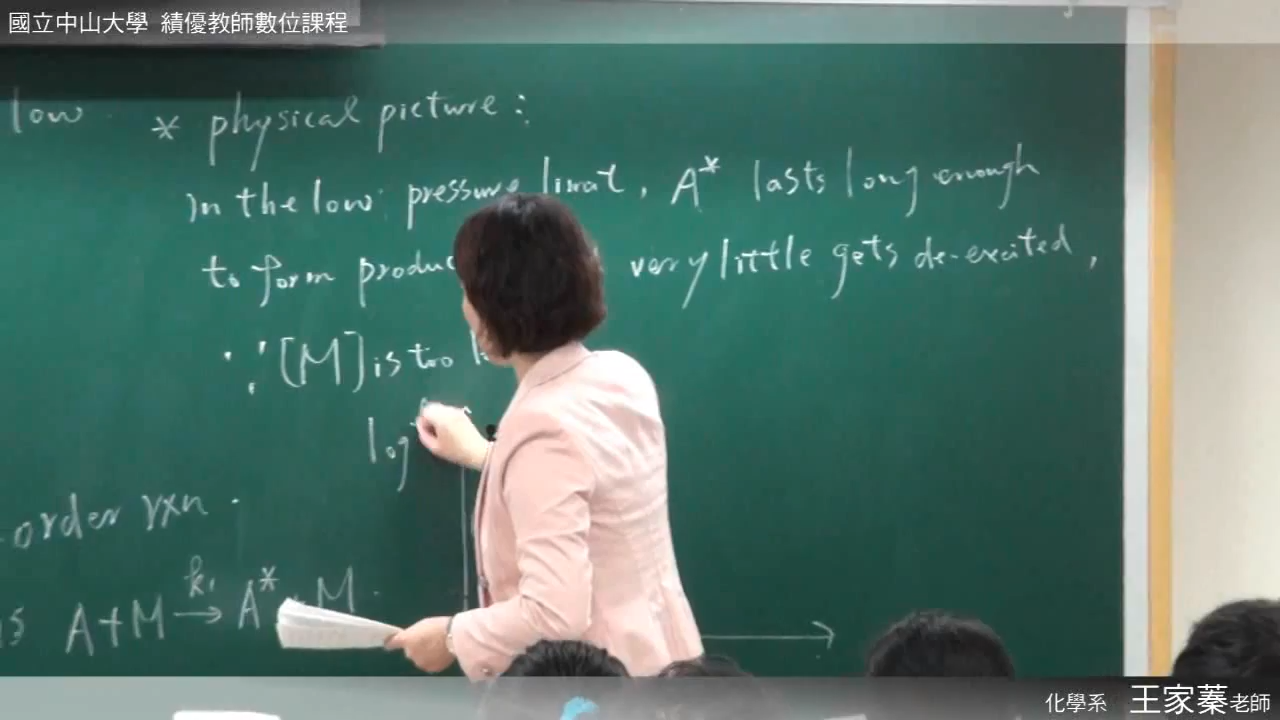 國立中山大學 績優教師數位課程
low
* physical picture :
in the low pressure limit, A* lasts long enough
to form produc very little gets de-excited,
∵ [M] is too
log
-order rxn.
A+M k₁→ A* + M.
化學系 王家蓁老師